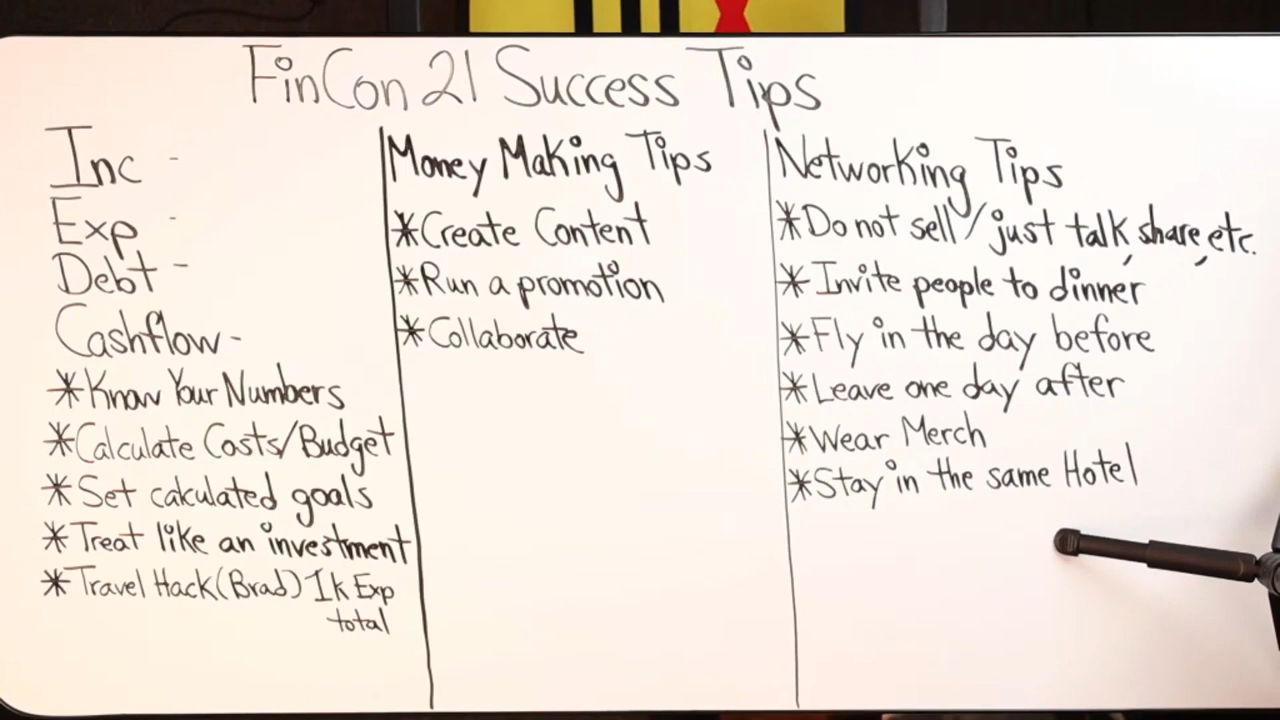 FinCon 21 Success Tips
Inc -
Exp -
Debt -
Cashflow -
*Know Your Numbers
*Calculate Costs/Budget
*Set calculated goals
*Treat like an investment
*Travel Hack(Brad) 1k Exp
total
Money Making Tips
*Create Content
*Run a promotion
*Collaborate
Networking Tips
*Do not sell/just talk, share, etc.
*Invite people to dinner
*Fly in the day before
*Leave one day after
*Wear Merch
*Stay in the same Hotel